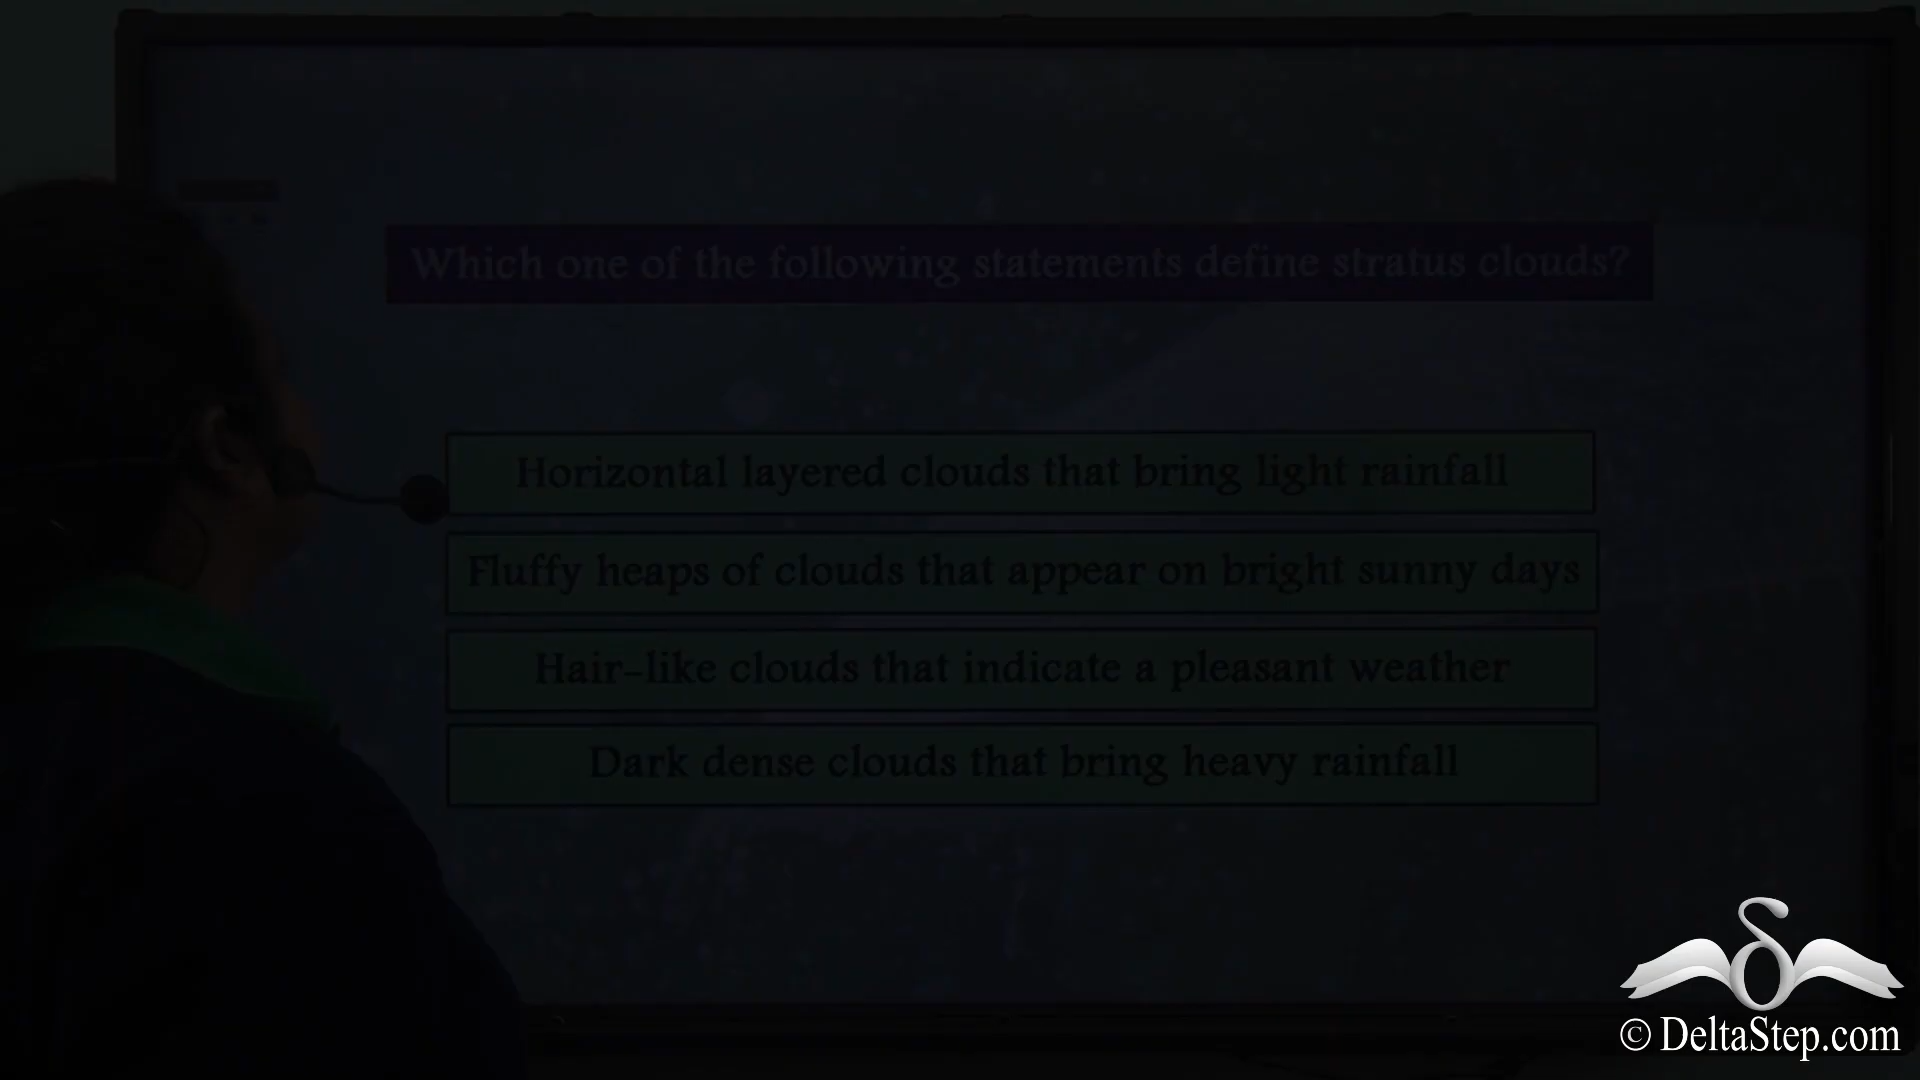 Which one of the following statements define stratus clouds?
Horizontal layered clouds that bring light rainfall
Fluffy heaps of clouds that appear on bright sunny days
Hair-like clouds that indicate a pleasant weather
Dark dense clouds that bring heavy rainfall
© DeltaStep.com